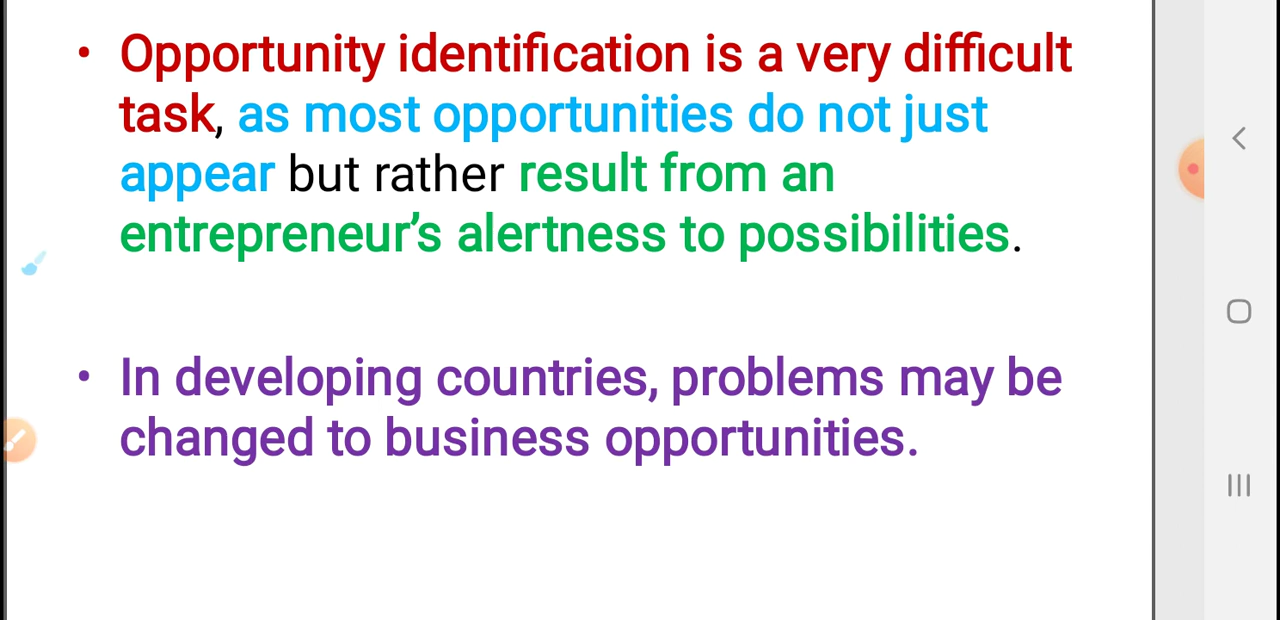 • Opportunity identification is a very difficult
task, as most opportunities do not just
appear but rather result from an
entrepreneur’s alertness to possibilities.
• In developing countries, problems may be
changed to business opportunities.